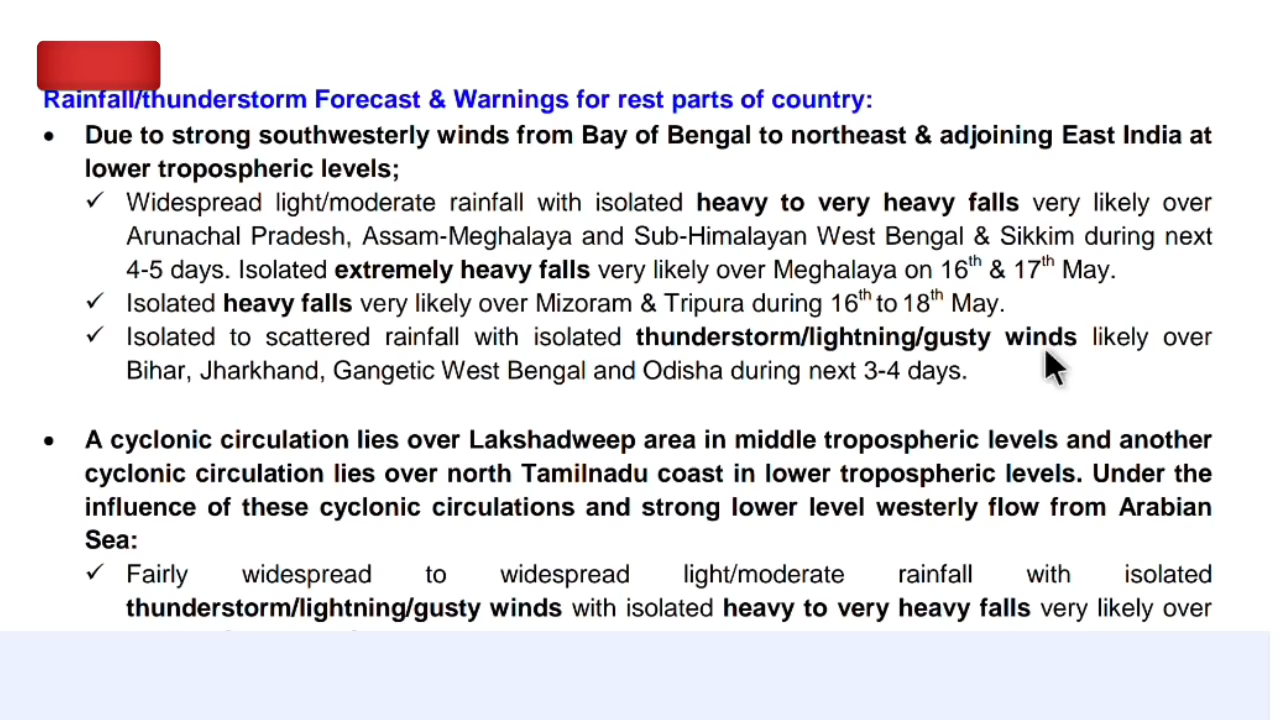 Rainfall/thunderstorm Forecast & Warnings for rest parts of country:
• Due to strong southwesterly winds from Bay of Bengal to northeast & adjoining East India at
lower tropospheric levels;
✓ Widespread light/moderate rainfall with isolated heavy to very heavy falls very likely over
Arunachal Pradesh, Assam-Meghalaya and Sub-Himalayan West Bengal & Sikkim during next
4-5 days. Isolated extremely heavy falls very likely over Meghalaya on 16th & 17th May.
✓ Isolated heavy falls very likely over Mizoram & Tripura during 16th to 18th May.
✓ Isolated to scattered rainfall with isolated thunderstorm/lightning/gusty winds likely over
Bihar, Jharkhand, Gangetic West Bengal and Odisha during next 3-4 days.
• A cyclonic circulation lies over Lakshadweep area in middle tropospheric levels and another
cyclonic circulation lies over north Tamilnadu coast in lower tropospheric levels. Under the
influence of these cyclonic circulations and strong lower level westerly flow from Arabian
Sea:
✓ Fairly widespread to widespread light/moderate rainfall with isolated
thunderstorm/lightning/gusty winds with isolated heavy to very heavy falls very likely over